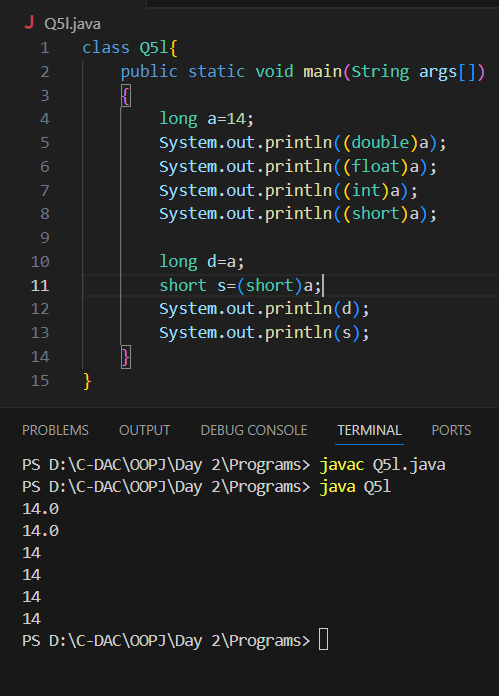 J Q5l.java
1 class Q5l{
2 public static void main(String args[])
3 {
4 long a=14;
5 System.out.println((double)a);
6 System.out.println((float)a);
7 System.out.println((int)a);
8 System.out.println((short)a);
9
10 long d=a;
11 short s=(short)a;
12 System.out.println(d);
13 System.out.println(s);
14 }
15 }
PROBLEMS OUTPUT DEBUG CONSOLE TERMINAL PORTS
PS D:\C-DAC\OOPJ\Day 2\Programs> javac Q5l.java
PS D:\C-DAC\OOPJ\Day 2\Programs> java Q5l
14.0
14.0
14
14
14
14
PS D:\C-DAC\OOPJ\Day 2\Programs>